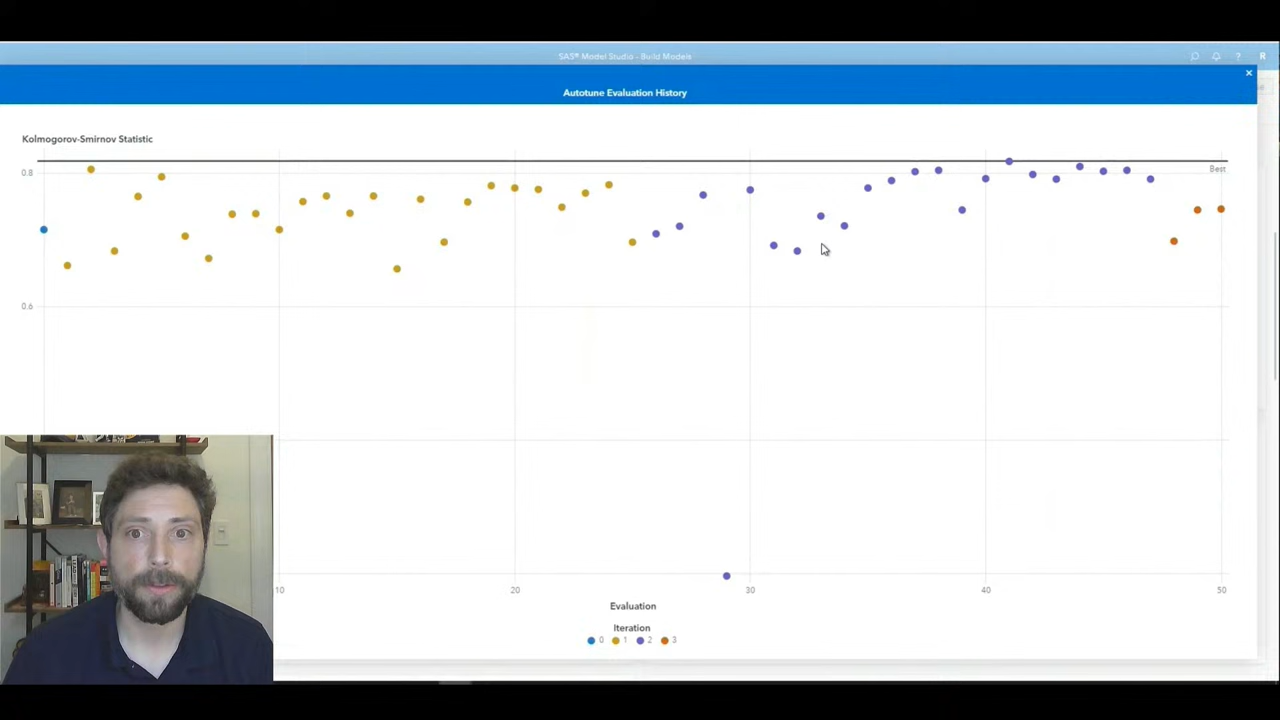 SAS® Model Studio - Build Models
? R
Autotune Evaluation History
Kolmogorov-Smirnov Statistic
0.8
Best
0.6
10 20 30 40 50
Evaluation
Iteration
0 1 2 3